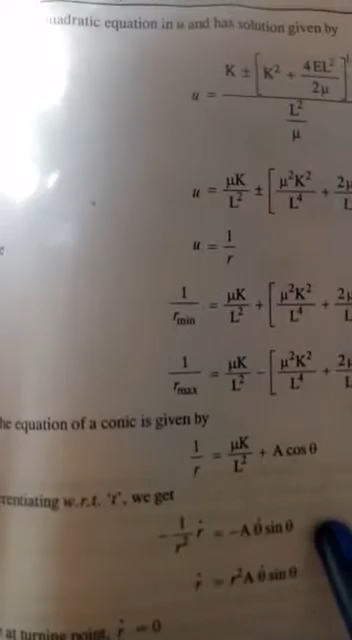 quadratic equation in u and has solution given by
u = K ± [ K² + 4EL² / 2μ ] / L² / μ
u = μK / L² ± [ μ²K² / L⁴ + 2μ
u = 1 / r
1 / r_min = μK / L² + [ μ²K² / L⁴ + 2μ
1 / r_max = μK / L² − [ μ²K² / L⁴ + 2μ
he equation of a conic is given by
1 / r = μK / L² + A cos θ
rentiating w.r.t. 't', we get
− 1 / r² ṙ = −A θ̇ sin θ
ṙ = r²A θ̇ sin θ
at turning point, ṙ = 0